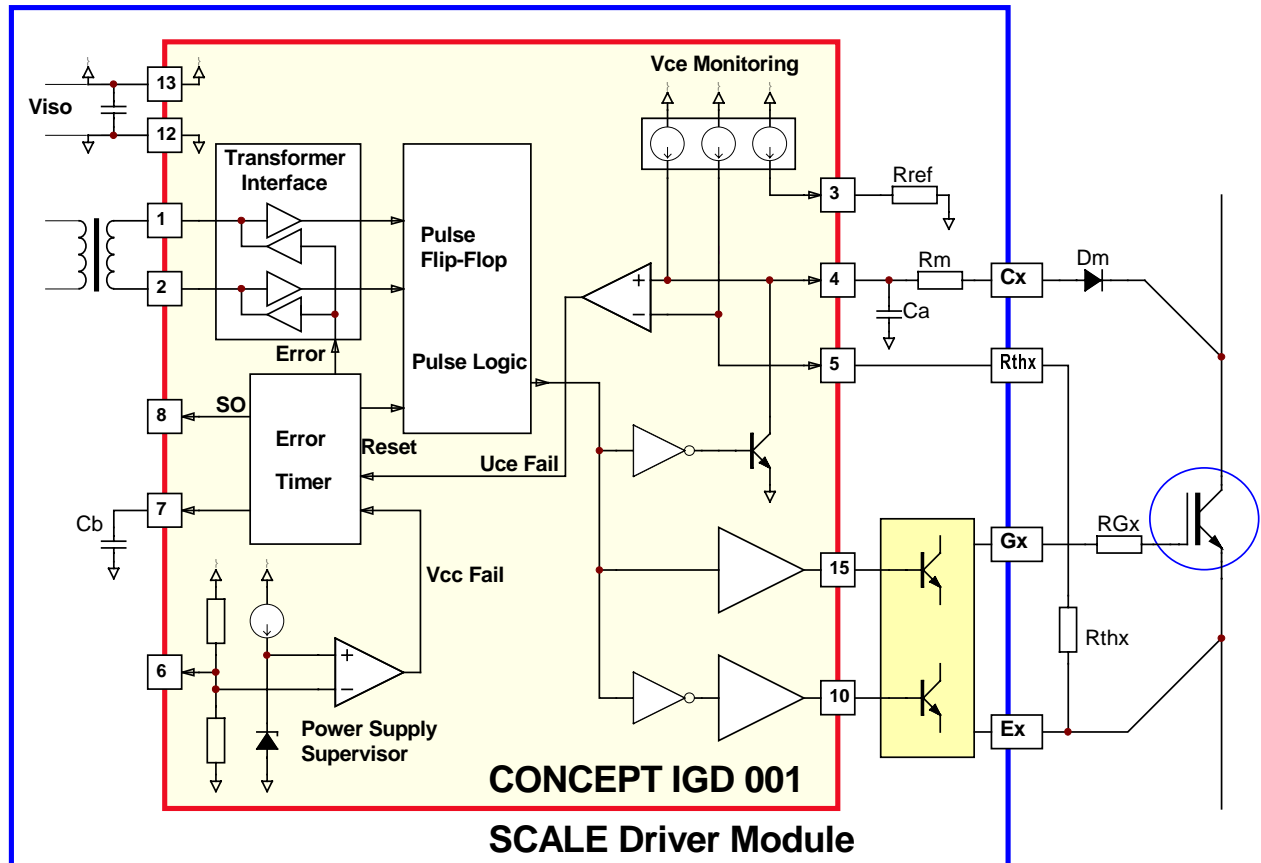 Vce Monitoring
13
Viso
12
Transformer
Interface
Rref
3
1
Pulse
Flip-Flop
+
4
Rm
Cx
Dm
2
−
Ca
Error
Pulse Logic
5
Rthx
8
SO
Error
Timer
Reset
Uce Fail
Cb
7
15
Gx
RGx
Vcc Fail
Rthx
6
+
−
10
Power Supply
Supervisor
Ex
CONCEPT IGD 001
SCALE Driver Module